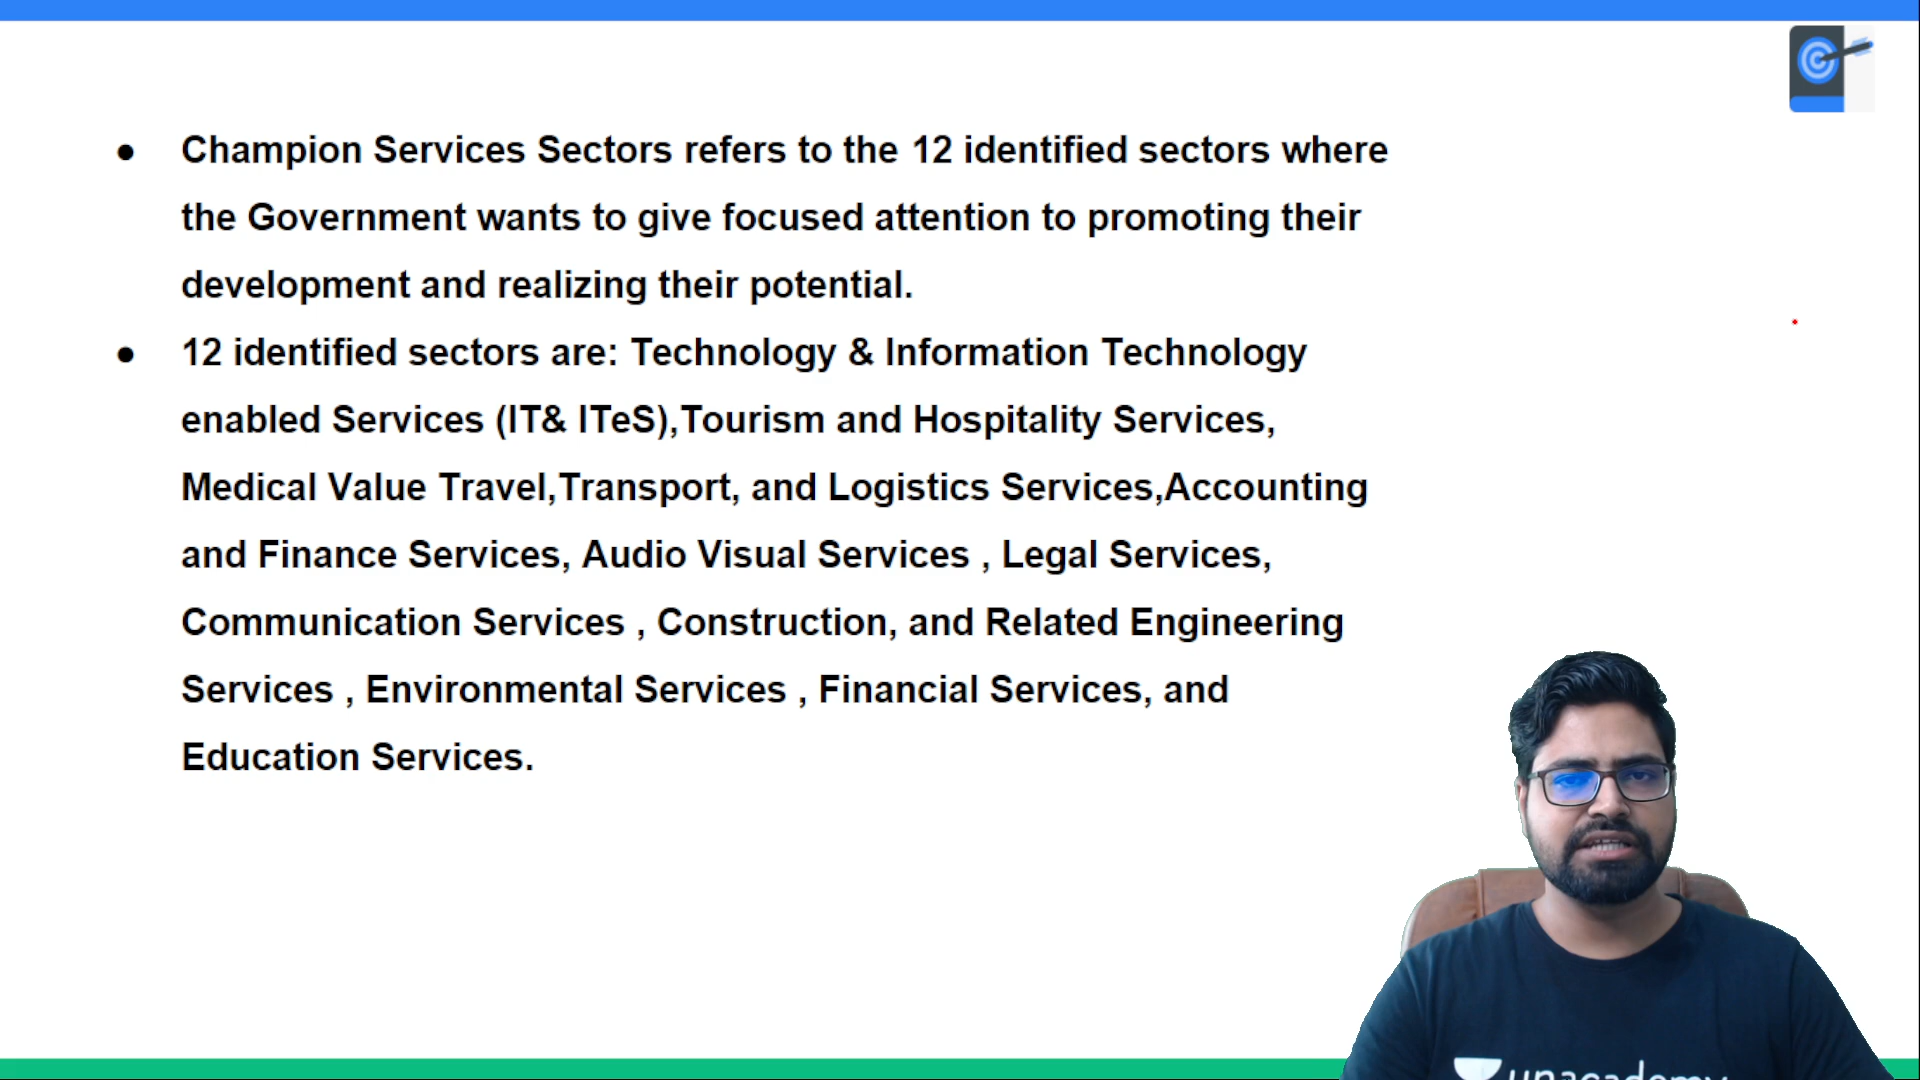 ● Champion Services Sectors refers to the 12 identified sectors where
the Government wants to give focused attention to promoting their
development and realizing their potential.
● 12 identified sectors are: Technology & Information Technology
enabled Services (IT& ITeS),Tourism and Hospitality Services,
Medical Value Travel,Transport, and Logistics Services,Accounting
and Finance Services, Audio Visual Services , Legal Services,
Communication Services , Construction, and Related Engineering
Services , Environmental Services , Financial Services, and
Education Services.
unacademy